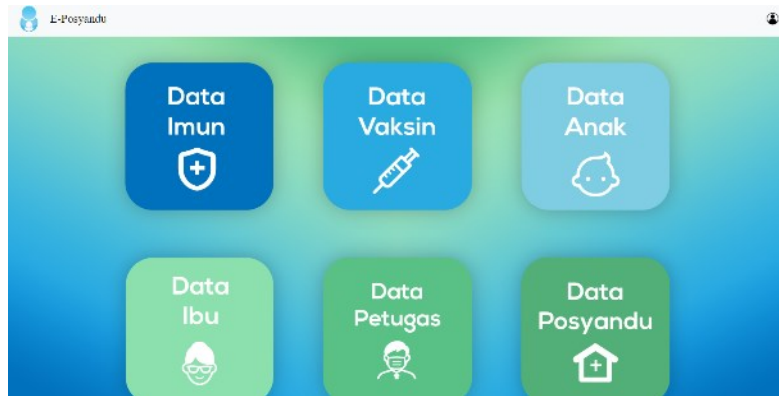 E-Posyandu
Data
Imun
Data
Vaksin
Data
Anak
Data
Ibu
Data
Petugas
Data
Posyandu